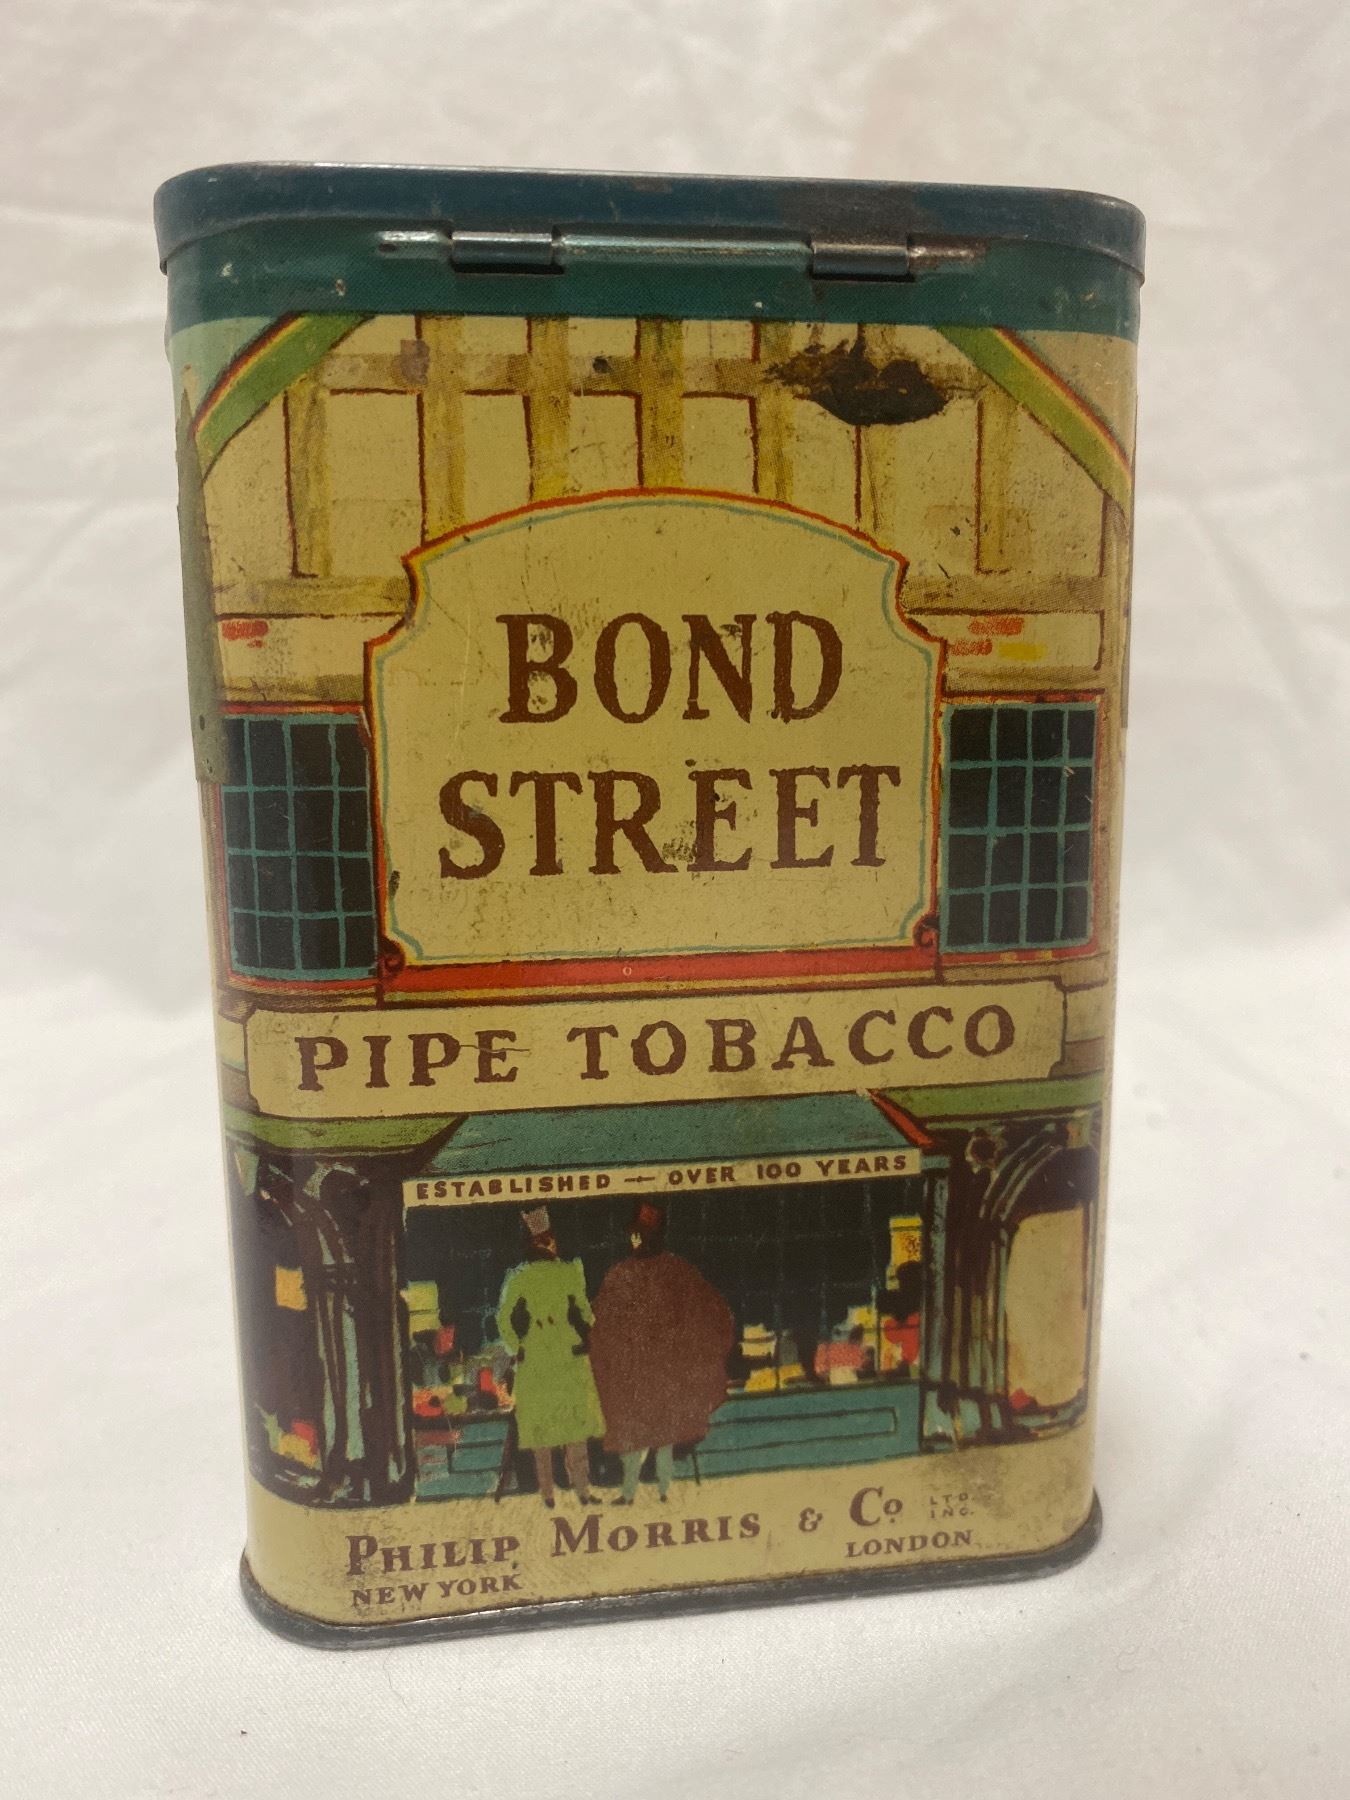 BOND
STREET
PIPE TOBACCO
ESTABLISHED — OVER 100 YEARS
PHILIP MORRIS & Co. LTD. INC.
NEW YORK LONDON